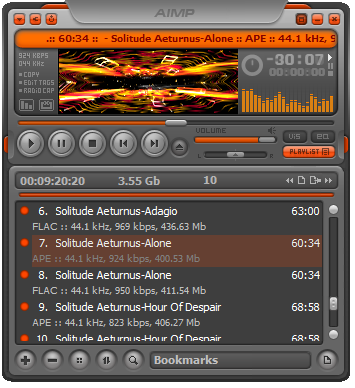 AIMP
.:: 60:34 :: - Solitude Aeturnus-Alone :: APE :: 44.1 kHz, 9
924 KBPS
044 KHZ
COPY
EDIT TAGS
RADIO CAP
-30:07
00:00:00
VOLUME
VIS EQ
L R
PLAYLIST
00:09:20:20 3.55 Gb 10
6. Solitude Aeturnus-Adagio 63:00
FLAC :: 44.1 kHz, 969 kbps, 436.63 Mb
7. Solitude Aeturnus-Alone 60:34
APE :: 44.1 kHz, 924 kbps, 400.53 Mb
8. Solitude Aeturnus-Alone 60:34
FLAC :: 44.1 kHz, 950 kbps, 411.54 Mb
9. Solitude Aeturnus-Hour Of Despair 68:58
APE :: 44.1 kHz, 823 kbps, 406.27 Mb
10. Solitude Aeturnus-Hour Of Despair 68:58
Bookmarks